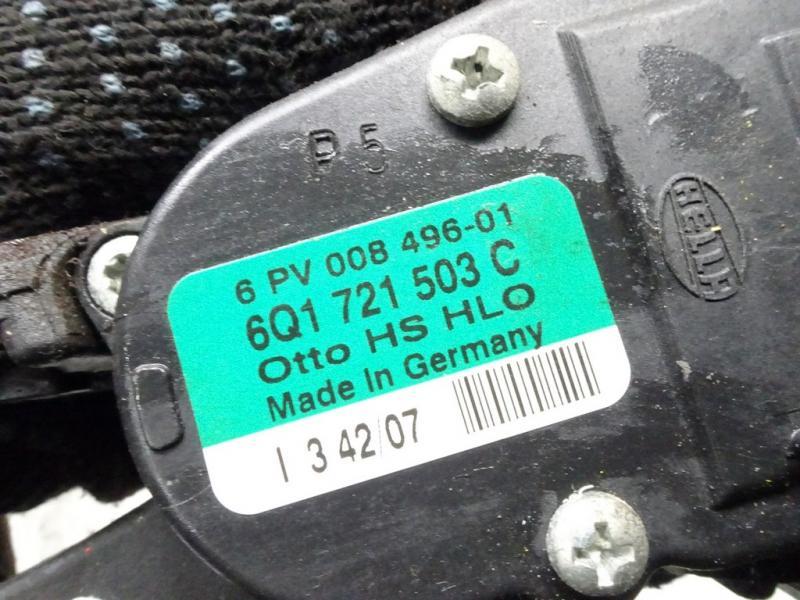 P 5
6 PV 008 496-01
6Q1 721 503 C
Otto HS HLO
Made In Germany
I 3 42/07
HELLA